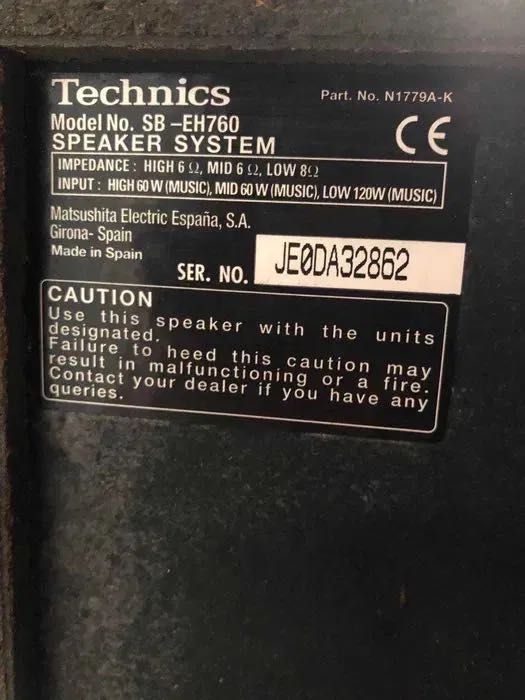 Technics
Part. No. N1779A-K
Model No. SB –EH760
SPEAKER SYSTEM
CE
IMPEDANCE : HIGH 6 Ω, MID 6 Ω, LOW 8Ω
INPUT : HIGH 60 W (MUSIC), MID 60 W (MUSIC), LOW 120W (MUSIC)
Matsushita Electric España, S.A.
Girona- Spain
Made in Spain
SER. NO. JE0DA32862
CAUTION
Use this speaker with the units
designated.
Failure to heed this caution may
result in malfunctioning or a fire.
Contact your dealer if you have any
queries.